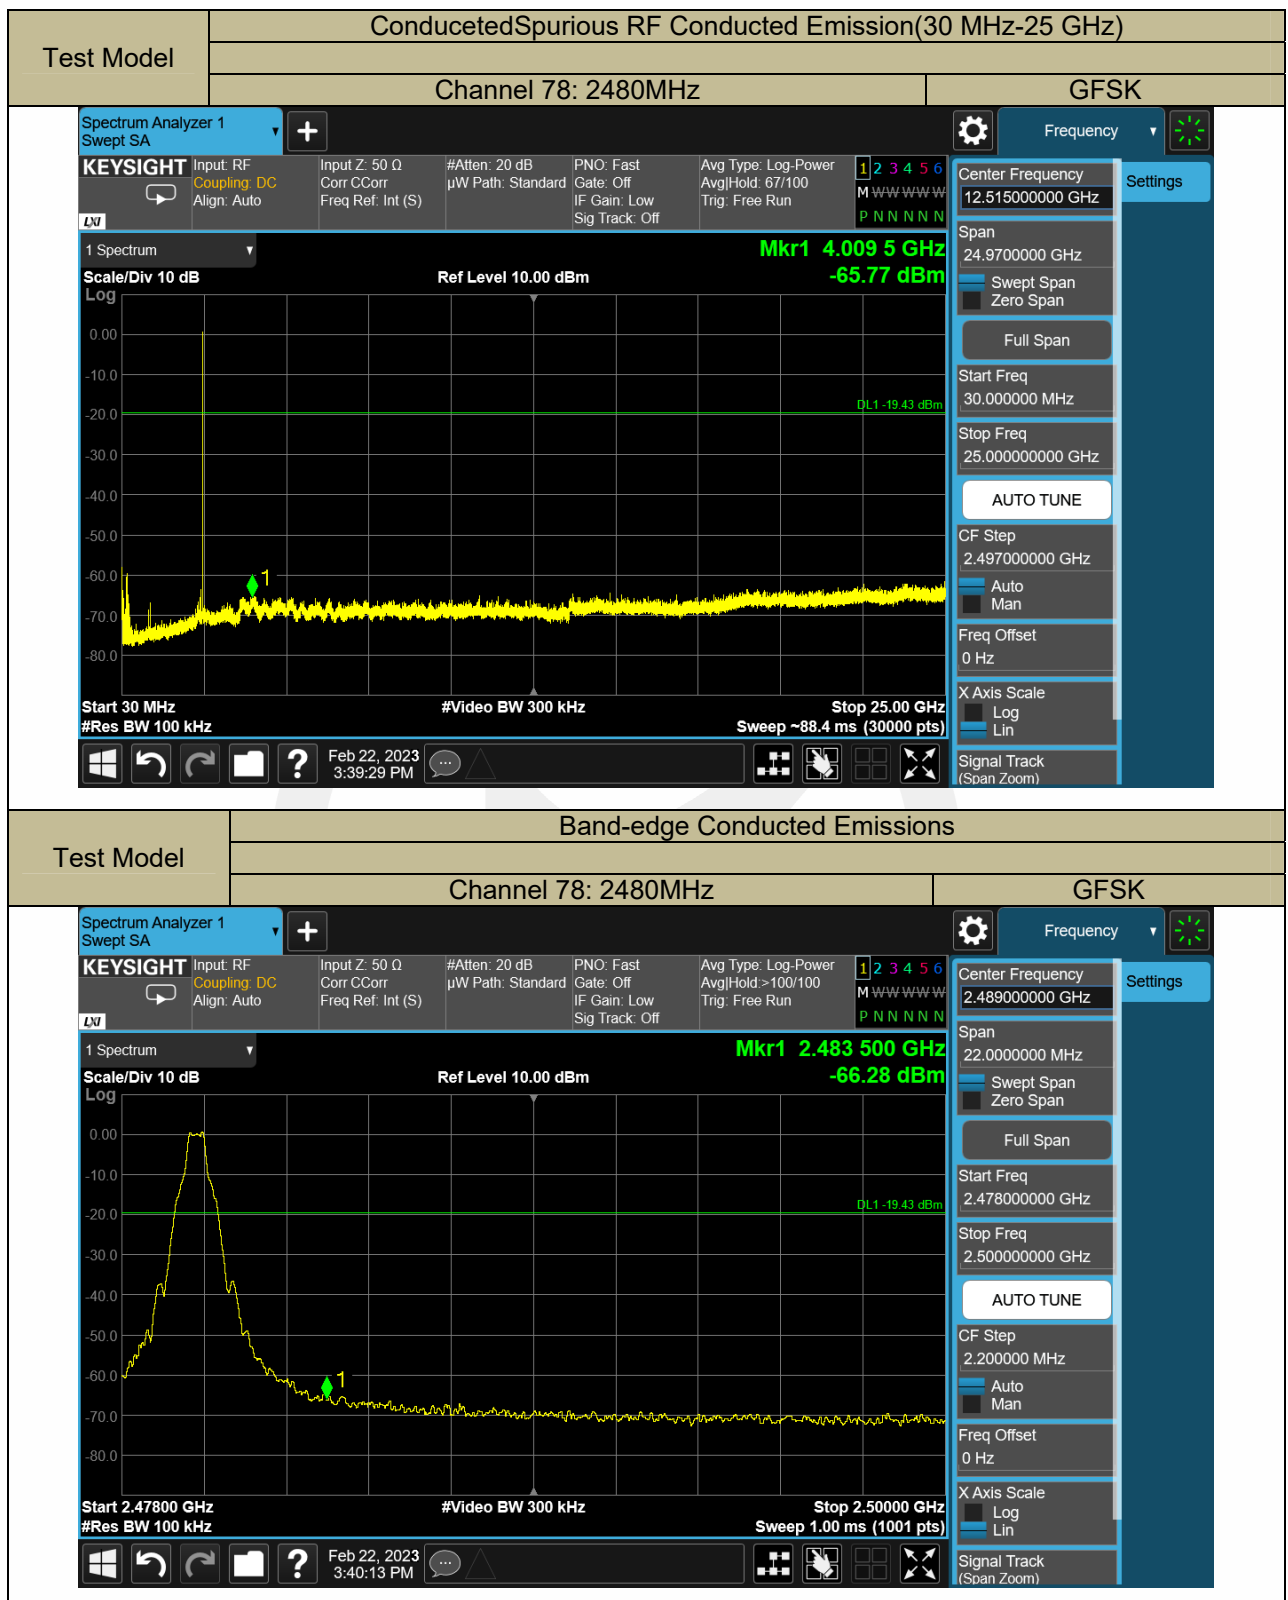 Test Model
ConducetedSpurious RF Conducted Emission(30 MHz-25 GHz)
Channel 78: 2480MHz
GFSK
Spectrum Analyzer 1
Swept SA
Frequency
KEYSIGHT
LXI
Input: RF
Coupling: DC
Align: Auto
Input Z: 50 Ω
Corr CCorr
Freq Ref: Int (S)
#Atten: 20 dB
µW Path: Standard
PNO: Fast
Gate: Off
IF Gain: Low
Sig Track: Off
Avg Type: Log-Power
Avg|Hold: 67/100
Trig: Free Run
1 2 3 4 5 6
M W W W W W
P N N N N N
1 Spectrum
Mkr1 4.009 5 GHz
-65.77 dBm
Scale/Div 10 dB
Ref Level 10.00 dBm
Log
0.00
-10.0
-20.0
-30.0
-40.0
-50.0
-60.0
-70.0
-80.0
DL1 -19.43 dBm
1
Start 30 MHz
#Video BW 300 kHz
Stop 25.00 GHz
#Res BW 100 kHz
Sweep ~88.4 ms (30000 pts)
Feb 22, 2023
3:39:29 PM
Center Frequency
12.515000000 GHz
Settings
Span
24.9700000 GHz
Swept Span
Zero Span
Full Span
Start Freq
30.000000 MHz
Stop Freq
25.000000000 GHz
AUTO TUNE
CF Step
2.497000000 GHz
Auto
Man
Freq Offset
0 Hz
X Axis Scale
Log
Lin
Signal Track
(Span Zoom)
Test Model
Band-edge Conducted Emissions
Channel 78: 2480MHz
GFSK
Spectrum Analyzer 1
Swept SA
Frequency
KEYSIGHT
LXI
Input: RF
Coupling: DC
Align: Auto
Input Z: 50 Ω
Corr CCorr
Freq Ref: Int (S)
#Atten: 20 dB
µW Path: Standard
PNO: Fast
Gate: Off
IF Gain: Low
Sig Track: Off
Avg Type: Log-Power
Avg|Hold:>100/100
Trig: Free Run
1 2 3 4 5 6
M W W W W W
P N N N N N
1 Spectrum
Mkr1 2.483 500 GHz
-66.28 dBm
Scale/Div 10 dB
Ref Level 10.00 dBm
Log
0.00
-10.0
-20.0
-30.0
-40.0
-50.0
-60.0
-70.0
-80.0
DL1 -19.43 dBm
1
Start 2.47800 GHz
#Video BW 300 kHz
Stop 2.50000 GHz
#Res BW 100 kHz
Sweep 1.00 ms (1001 pts)
Feb 22, 2023
3:40:13 PM
Center Frequency
2.489000000 GHz
Settings
Span
22.0000000 MHz
Swept Span
Zero Span
Full Span
Start Freq
2.478000000 GHz
Stop Freq
2.500000000 GHz
AUTO TUNE
CF Step
2.200000 MHz
Auto
Man
Freq Offset
0 Hz
X Axis Scale
Log
Lin
Signal Track
(Span Zoom)